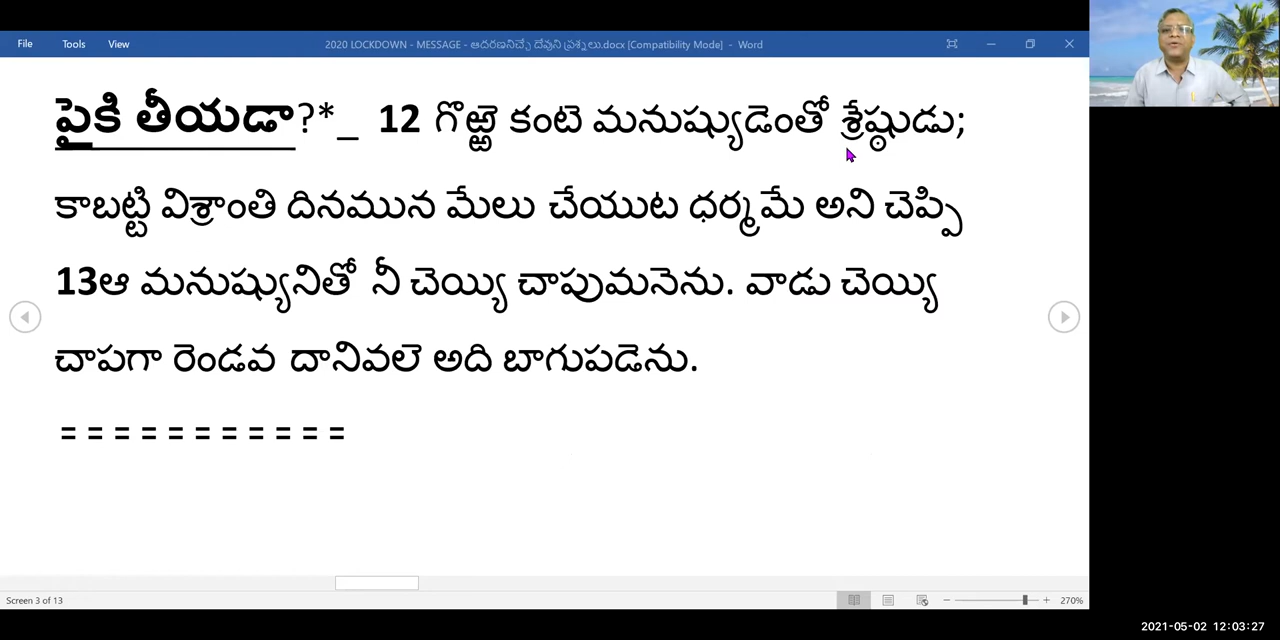 File Tools View 2020 LOCKDOWN - MESSAGE - ఆదరణనిచ్చే దేవుని ప్రశ్నలు.docx [Compatibility Mode] - Word
పైకి తీయడా?*_ 12 గొఱ్ఱె కంటె మనుష్యుడెంతో శ్రేష్ఠుడు;
కాబట్టి విశ్రాంతి దినమున మేలు చేయుట ధర్మమే అని చెప్పి
13ఆ మనుష్యునితో నీ చెయ్యి చాపుమనెను. వాడు చెయ్యి
చాపగా రెండవ దానివలె అది బాగుపడెను.
= = = = = = = = = = =
Screen 3 of 13 270%
2021-05-02 12:03:27